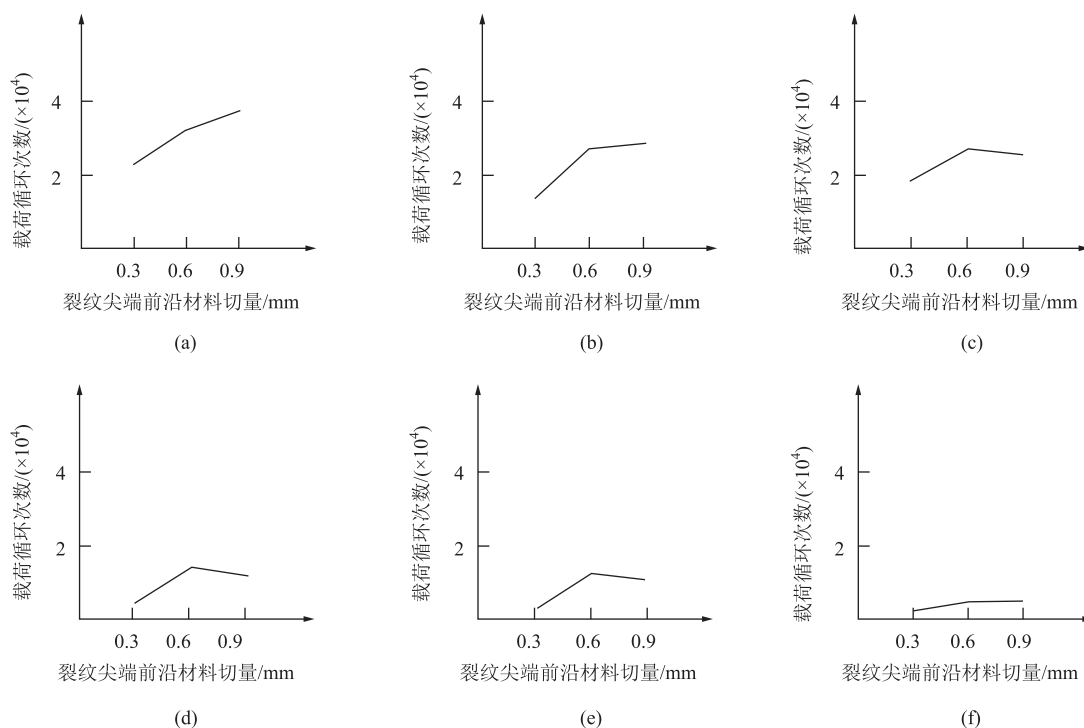 载荷循环次数/(×10⁴)
4
2
0.3 0.6 0.9
裂纹尖端前沿材料切量/mm
(a)
载荷循环次数/(×10⁴)
4
2
0.3 0.6 0.9
裂纹尖端前沿材料切量/mm
(b)
载荷循环次数/(×10⁴)
4
2
0.3 0.6 0.9
裂纹尖端前沿材料切量/mm
(c)
载荷循环次数/(×10⁴)
4
2
0.3 0.6 0.9
裂纹尖端前沿材料切量/mm
(d)
载荷循环次数/(×10⁴)
4
2
0.3 0.6 0.9
裂纹尖端前沿材料切量/mm
(e)
载荷循环次数/(×10⁴)
4
2
0.3 0.6 0.9
裂纹尖端前沿材料切量/mm
(f)